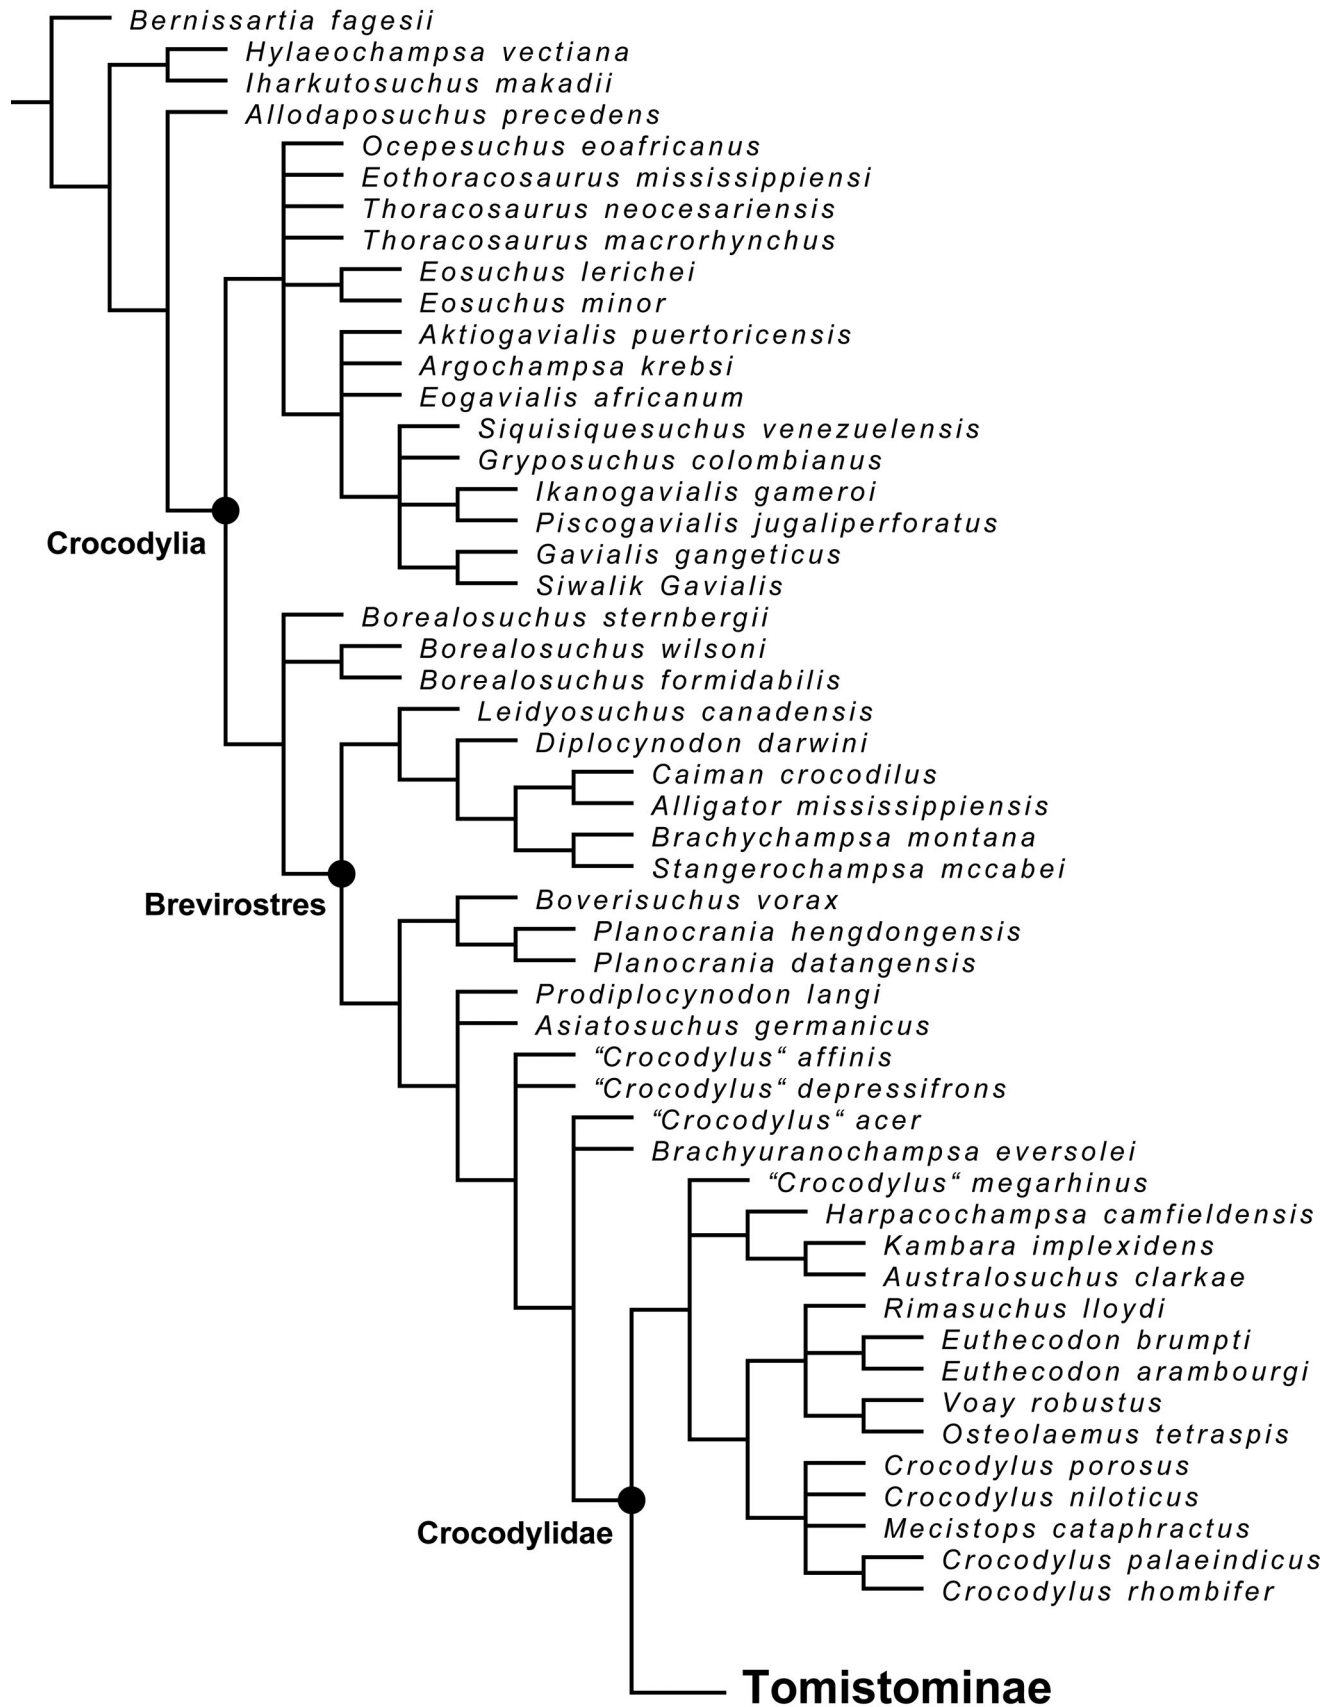 Bernissartia fagesii
Hylaeochampsa vectiana
Iharkutosuchus makadii
Allodaposuchus precedens
Ocepesuchus eoafricanus
Eothoracosaurus mississippiensi
Thoracosaurus neocesariensis
Thoracosaurus macrorhynchus
Eosuchus lerichei
Eosuchus minor
Aktiogavialis puertoricensis
Argochampsa krebsi
Eogavialis africanum
Siquisiquesuchus venezuelensis
Gryposuchus colombianus
Ikanogavialis gameroi
Piscogavialis jugaliperforatus
Crocodylia
Gavialis gangeticus
Siwalik Gavialis
Borealosuchus sternbergii
Borealosuchus wilsoni
Borealosuchus formidabilis
Leidyosuchus canadensis
Diplocynodon darwini
Caiman crocodilus
Alligator mississippiensis
Brachychampsa montana
Stangerochampsa mccabei
Boverisuchus vorax
Brevirostres
Planocrania hengdongensis
Planocrania datangensis
Prodiplocynodon langi
Asiatosuchus germanicus
“Crocodylus“ affinis
“Crocodylus“ depressifrons
“Crocodylus“ acer
Brachyuranochampsa eversolei
“Crocodylus“ megarhinus
Harpacochampsa camfieldensis
Kambara implexidens
Australosuchus clarkae
Rimasuchus lloydi
Euthecodon brumpti
Euthecodon arambourgi
Voay robustus
Osteolaemus tetraspis
Crocodylus porosus
Crocodylus niloticus
Mecistops cataphractus
Crocodylidae
Crocodylus palaeindicus
Crocodylus rhombifer
Tomistominae